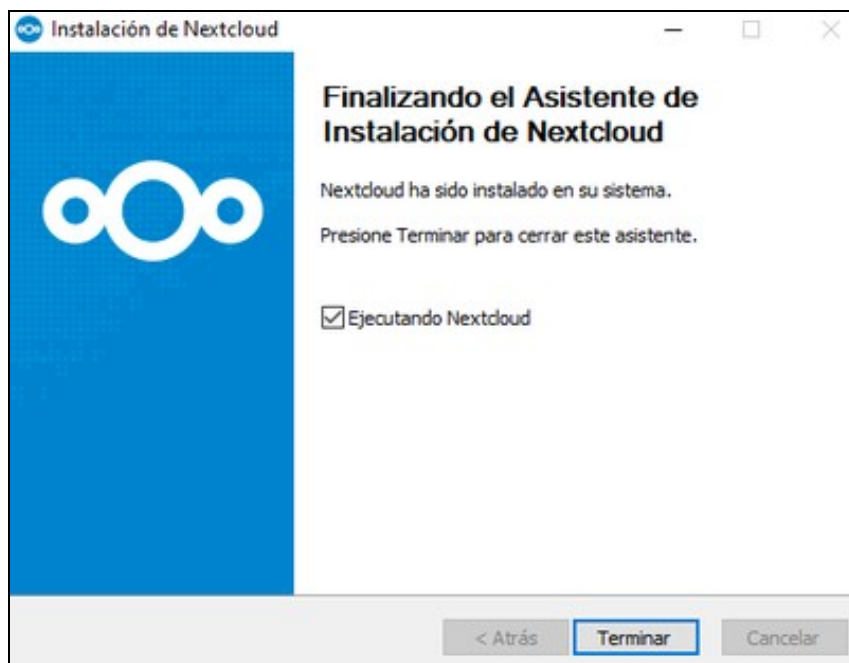 Instalación de Nextcloud
Finalizando el Asistente de
Instalación de Nextcloud
Nextcloud ha sido instalado en su sistema.
Presione Terminar para cerrar este asistente.
Ejecutando Nextcloud
< Atrás
Terminar
Cancelar